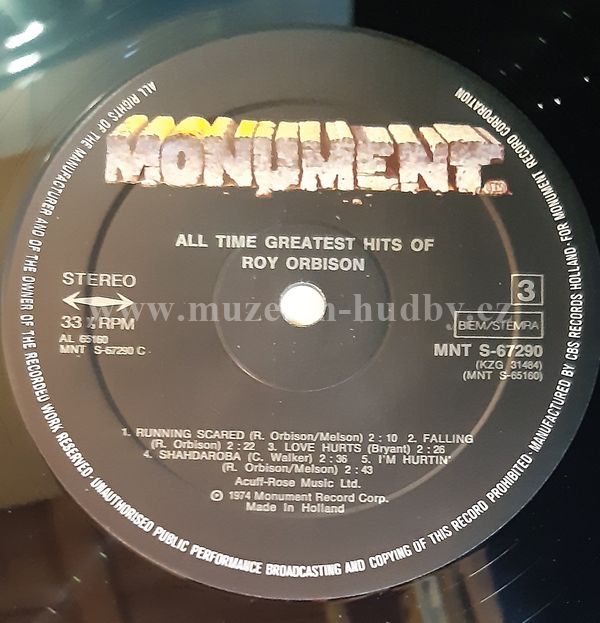 MONUMENT
ALL TIME GREATEST HITS OF
ROY ORBISON
STEREO
33 ⅓ RPM
AL 65160
MNT S-67290 C
3
BIEM/STEMRA
MNT S-67290
(KZG 31484)
(MNT S-65160)
www.muzeum-hudby.cz
1. RUNNING SCARED (R. Orbison/Melson) 2 : 10 2. FALLING
(R. Orbison) 2 : 22 3. LOVE HURTS (Bryant) 2 : 26
4. SHAHDAROBA (C. Walker) 2 : 36 5. I'M HURTIN'
(R. Orbison/Melson) 2 : 43
Acuff-Rose Music Ltd.
℗ 1974 Monument Record Corp.
Made In Holland
ALL RIGHTS OF THE MANUFACTURER AND OF THE OWNER OF THE RECORDED WORK RESERVED · UNAUTHORISED PUBLIC PERFORMANCE BROADCASTING AND COPYING OF THIS RECORD PROHIBITED · MANUFACTURED BY CBS RECORDS HOLLAND · FOR MONUMENT RECORD CORPORATION